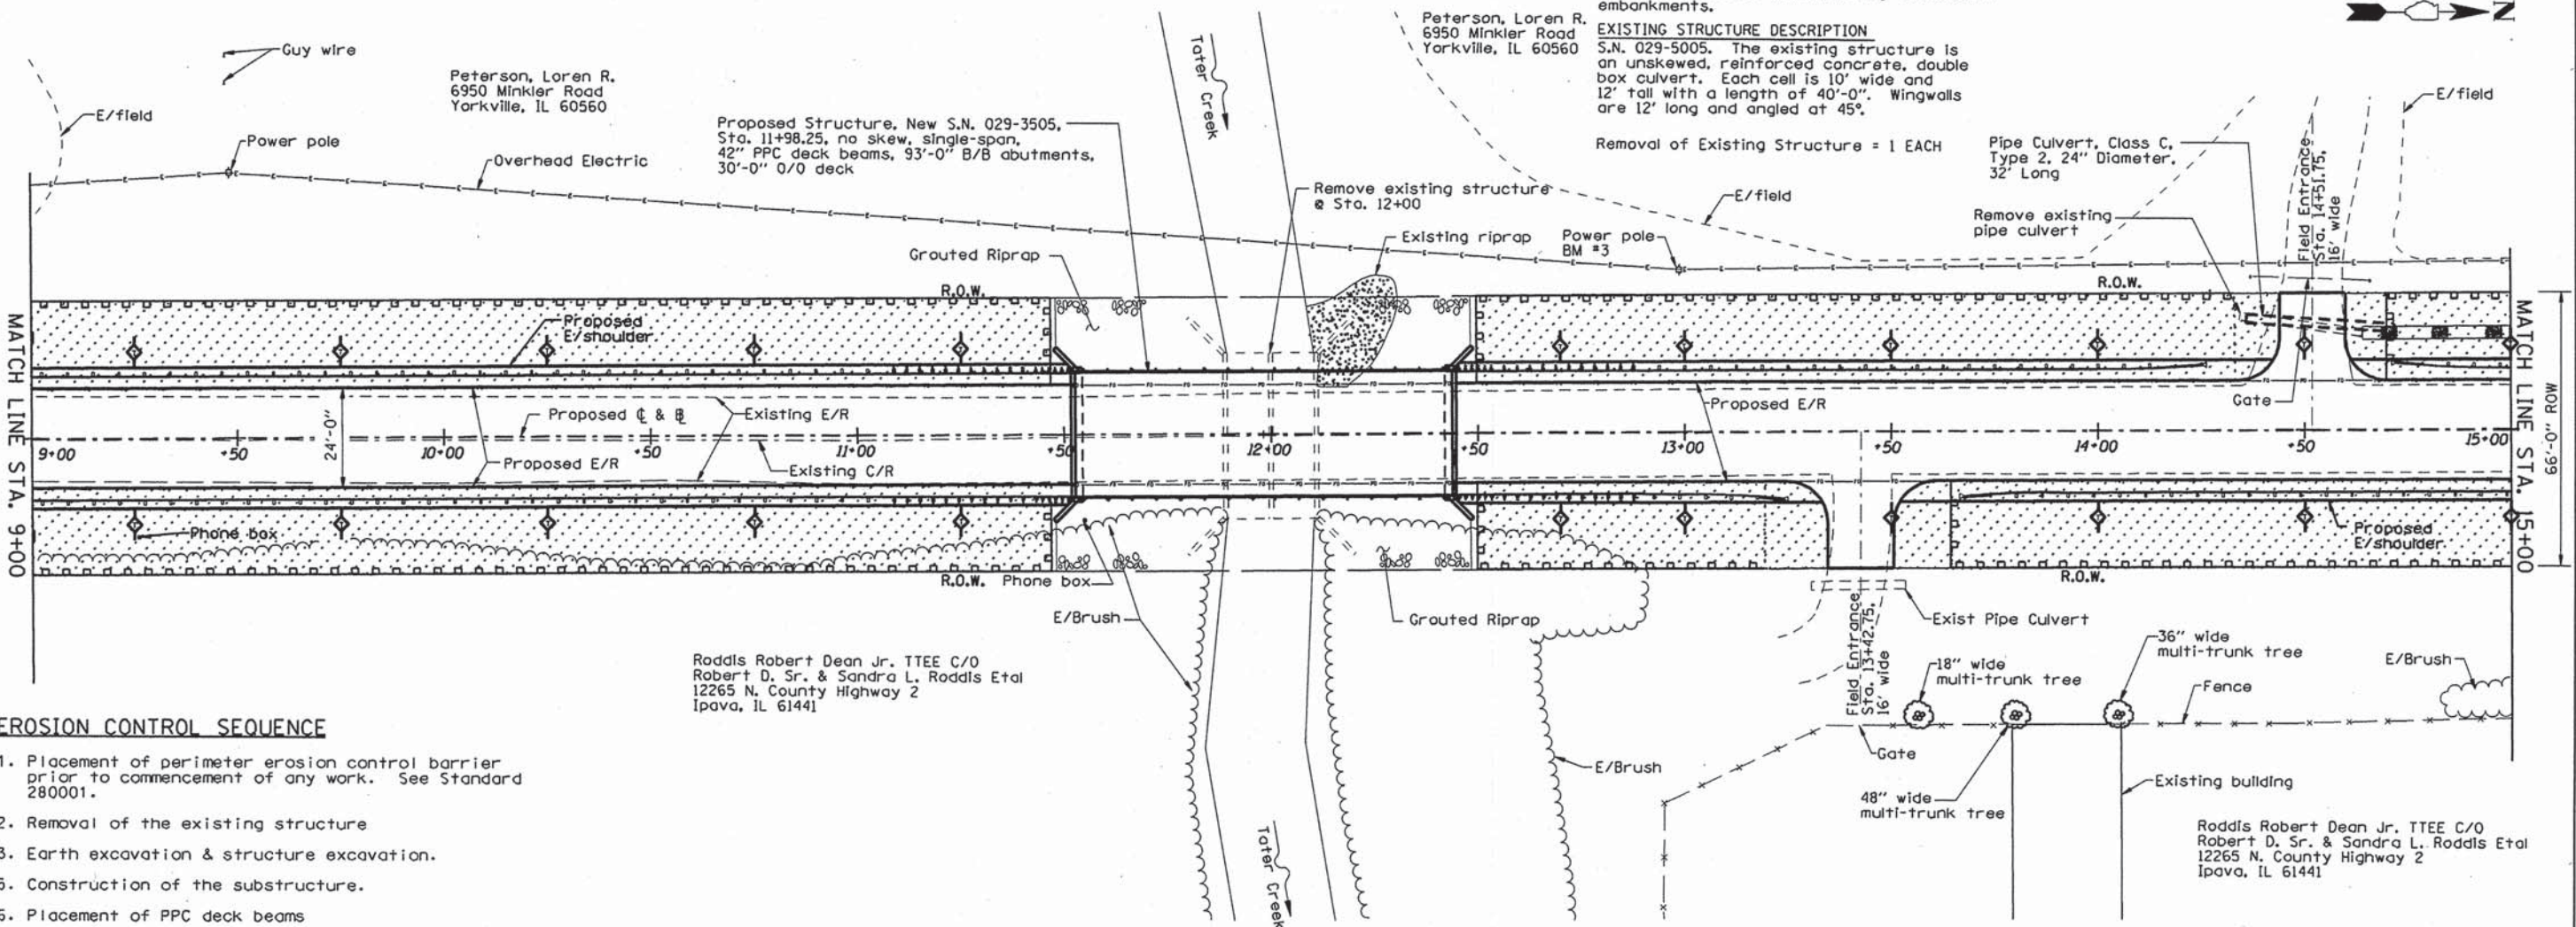 embankments.
Peterson, Loren R.
6950 Minkler Road
Yorkville, IL 60560
EXISTING STRUCTURE DESCRIPTION
S.N. 029-5005. The existing structure is
an unskewed, reinforced concrete, double
box culvert. Each cell is 10' wide and
12' tall with a length of 40'-0". Wingwalls
are 12' long and angled at 45°.
Removal of Existing Structure = 1 EACH
N
Guy wire
E/field
Power pole
Peterson, Loren R.
6950 Minkler Road
Yorkville, IL 60560
Overhead Electric
Proposed Structure, New S.N. 029-3505,
Sta. 11+98.25, no skew, single-span,
42" PPC deck beams, 93'-0" B/B abutments,
30'-0" O/O deck
Tater Creek
Remove existing structure
@ Sta. 12+00
Grouted Riprap
Existing riprap
Power pole
BM #3
E/field
Pipe Culvert, Class C,
Type 2, 24" Diameter,
32' Long
Remove existing
pipe culvert
Field Entrance
Sta. 14+51.75,
16' wide
E/field
R.O.W.
R.O.W.
MATCH LINE STA. 9+00
Proposed
E/shoulder
24'-0"
Proposed ℄ & ⅊
Existing E/R
Proposed E/R
Gate
9+00
+50
10+00
+50
11+00
+50
12+00
+50
13+00
+50
14+00
+50
15+00
Proposed E/R
Existing C/R
MATCH LINE STA. 15+00
66'-0" ROW
Phone box
Proposed
E/shoulder
R.O.W.
Phone box
R.O.W.
E/Brush
Grouted Riprap
Exist Pipe Culvert
Field Entrance
Sta. 13+42.75,
16' wide
18" wide
multi-trunk tree
36" wide
multi-trunk tree
E/Brush
Fence
Roddis Robert Dean Jr. TTEE C/O
Robert D. Sr. & Sandra L. Roddis Etal
12265 N. County Highway 2
Ipava, IL 61441
Gate
E/Brush
48" wide
multi-trunk tree
Existing building
Tater Creek
Roddis Robert Dean Jr. TTEE C/O
Robert D. Sr. & Sandra L. Roddis Etal
12265 N. County Highway 2
Ipava, IL 61441
EROSION CONTROL SEQUENCE
1. Placement of perimeter erosion control barrier
prior to commencement of any work. See Standard
280001.
2. Removal of the existing structure
3. Earth excavation & structure excavation.
5. Construction of the substructure.
6. Placement of PPC deck beams